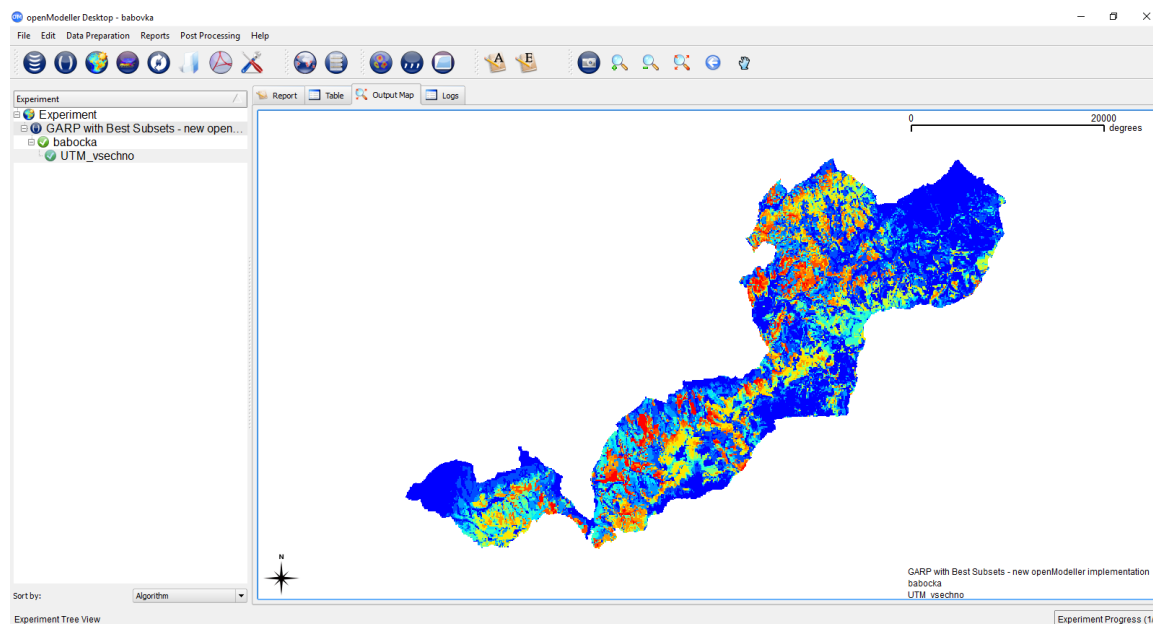 openModeller Desktop - babovka
File Edit Data Preparation Reports Post Processing Help
A E
Experiment
Report Table Output Map Logs
Experiment
GARP with Best Subsets - new open...
babocka
UTM_vsechno
0 20000
degrees
N
GARP with Best Subsets - new openModeller implementation
babocka
UTM_vsechno
Sort by: Algorithm
Experiment Tree View
Experiment Progress (1/